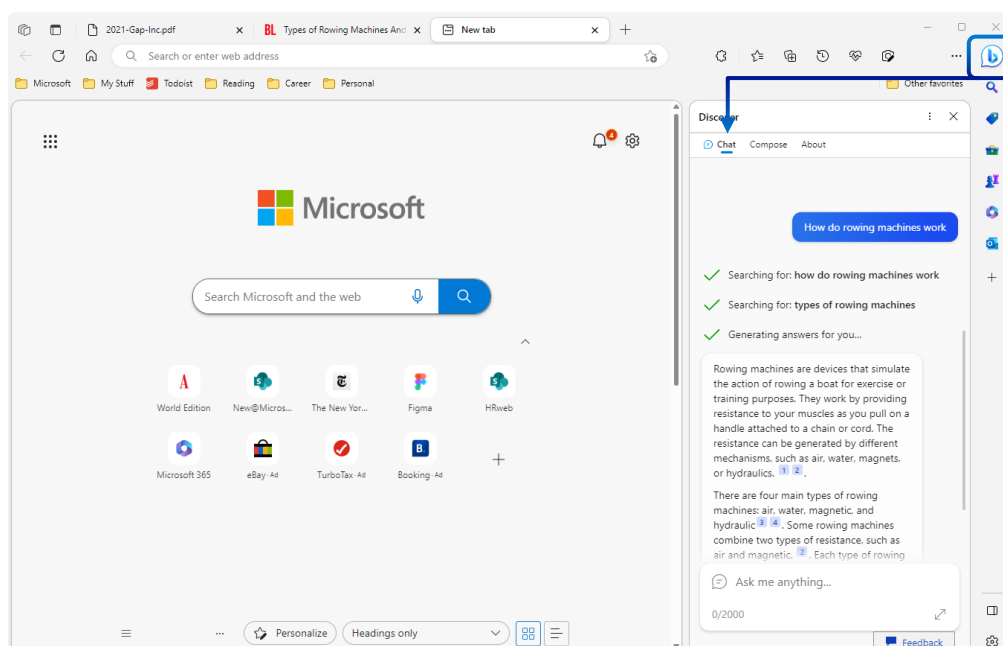 2021-Gap-Inc.pdf
BL Types of Rowing Machines And
New tab
Search or enter web address
Microsoft
My Stuff
Todoist
Reading
Career
Personal
Other favorites
4
Microsoft
Search Microsoft and the web
World Edition
New@Micros...
The New Yor...
Figma
HRweb
Microsoft 365
eBay · Ad
TurboTax · Ad
B.
Booking · Ad
...
Personalize
Headings only
Discover
Chat
Compose
About
How do rowing machines work
Searching for: how do rowing machines work
Searching for: types of rowing machines
Generating answers for you...
Rowing machines are devices that simulate
the action of rowing a boat for exercise or
training purposes. They work by providing
resistance to your muscles as you pull on a
handle attached to a chain or cord. The
resistance can be generated by different
mechanisms, such as air, water, magnets,
or hydraulics. 1 2 .
There are four main types of rowing
machines: air, water, magnetic, and
hydraulic 3 4 . Some rowing machines
combine two types of resistance, such as
air and magnetic. 2 . Each type of rowing
Ask me anything...
0/2000
Feedback